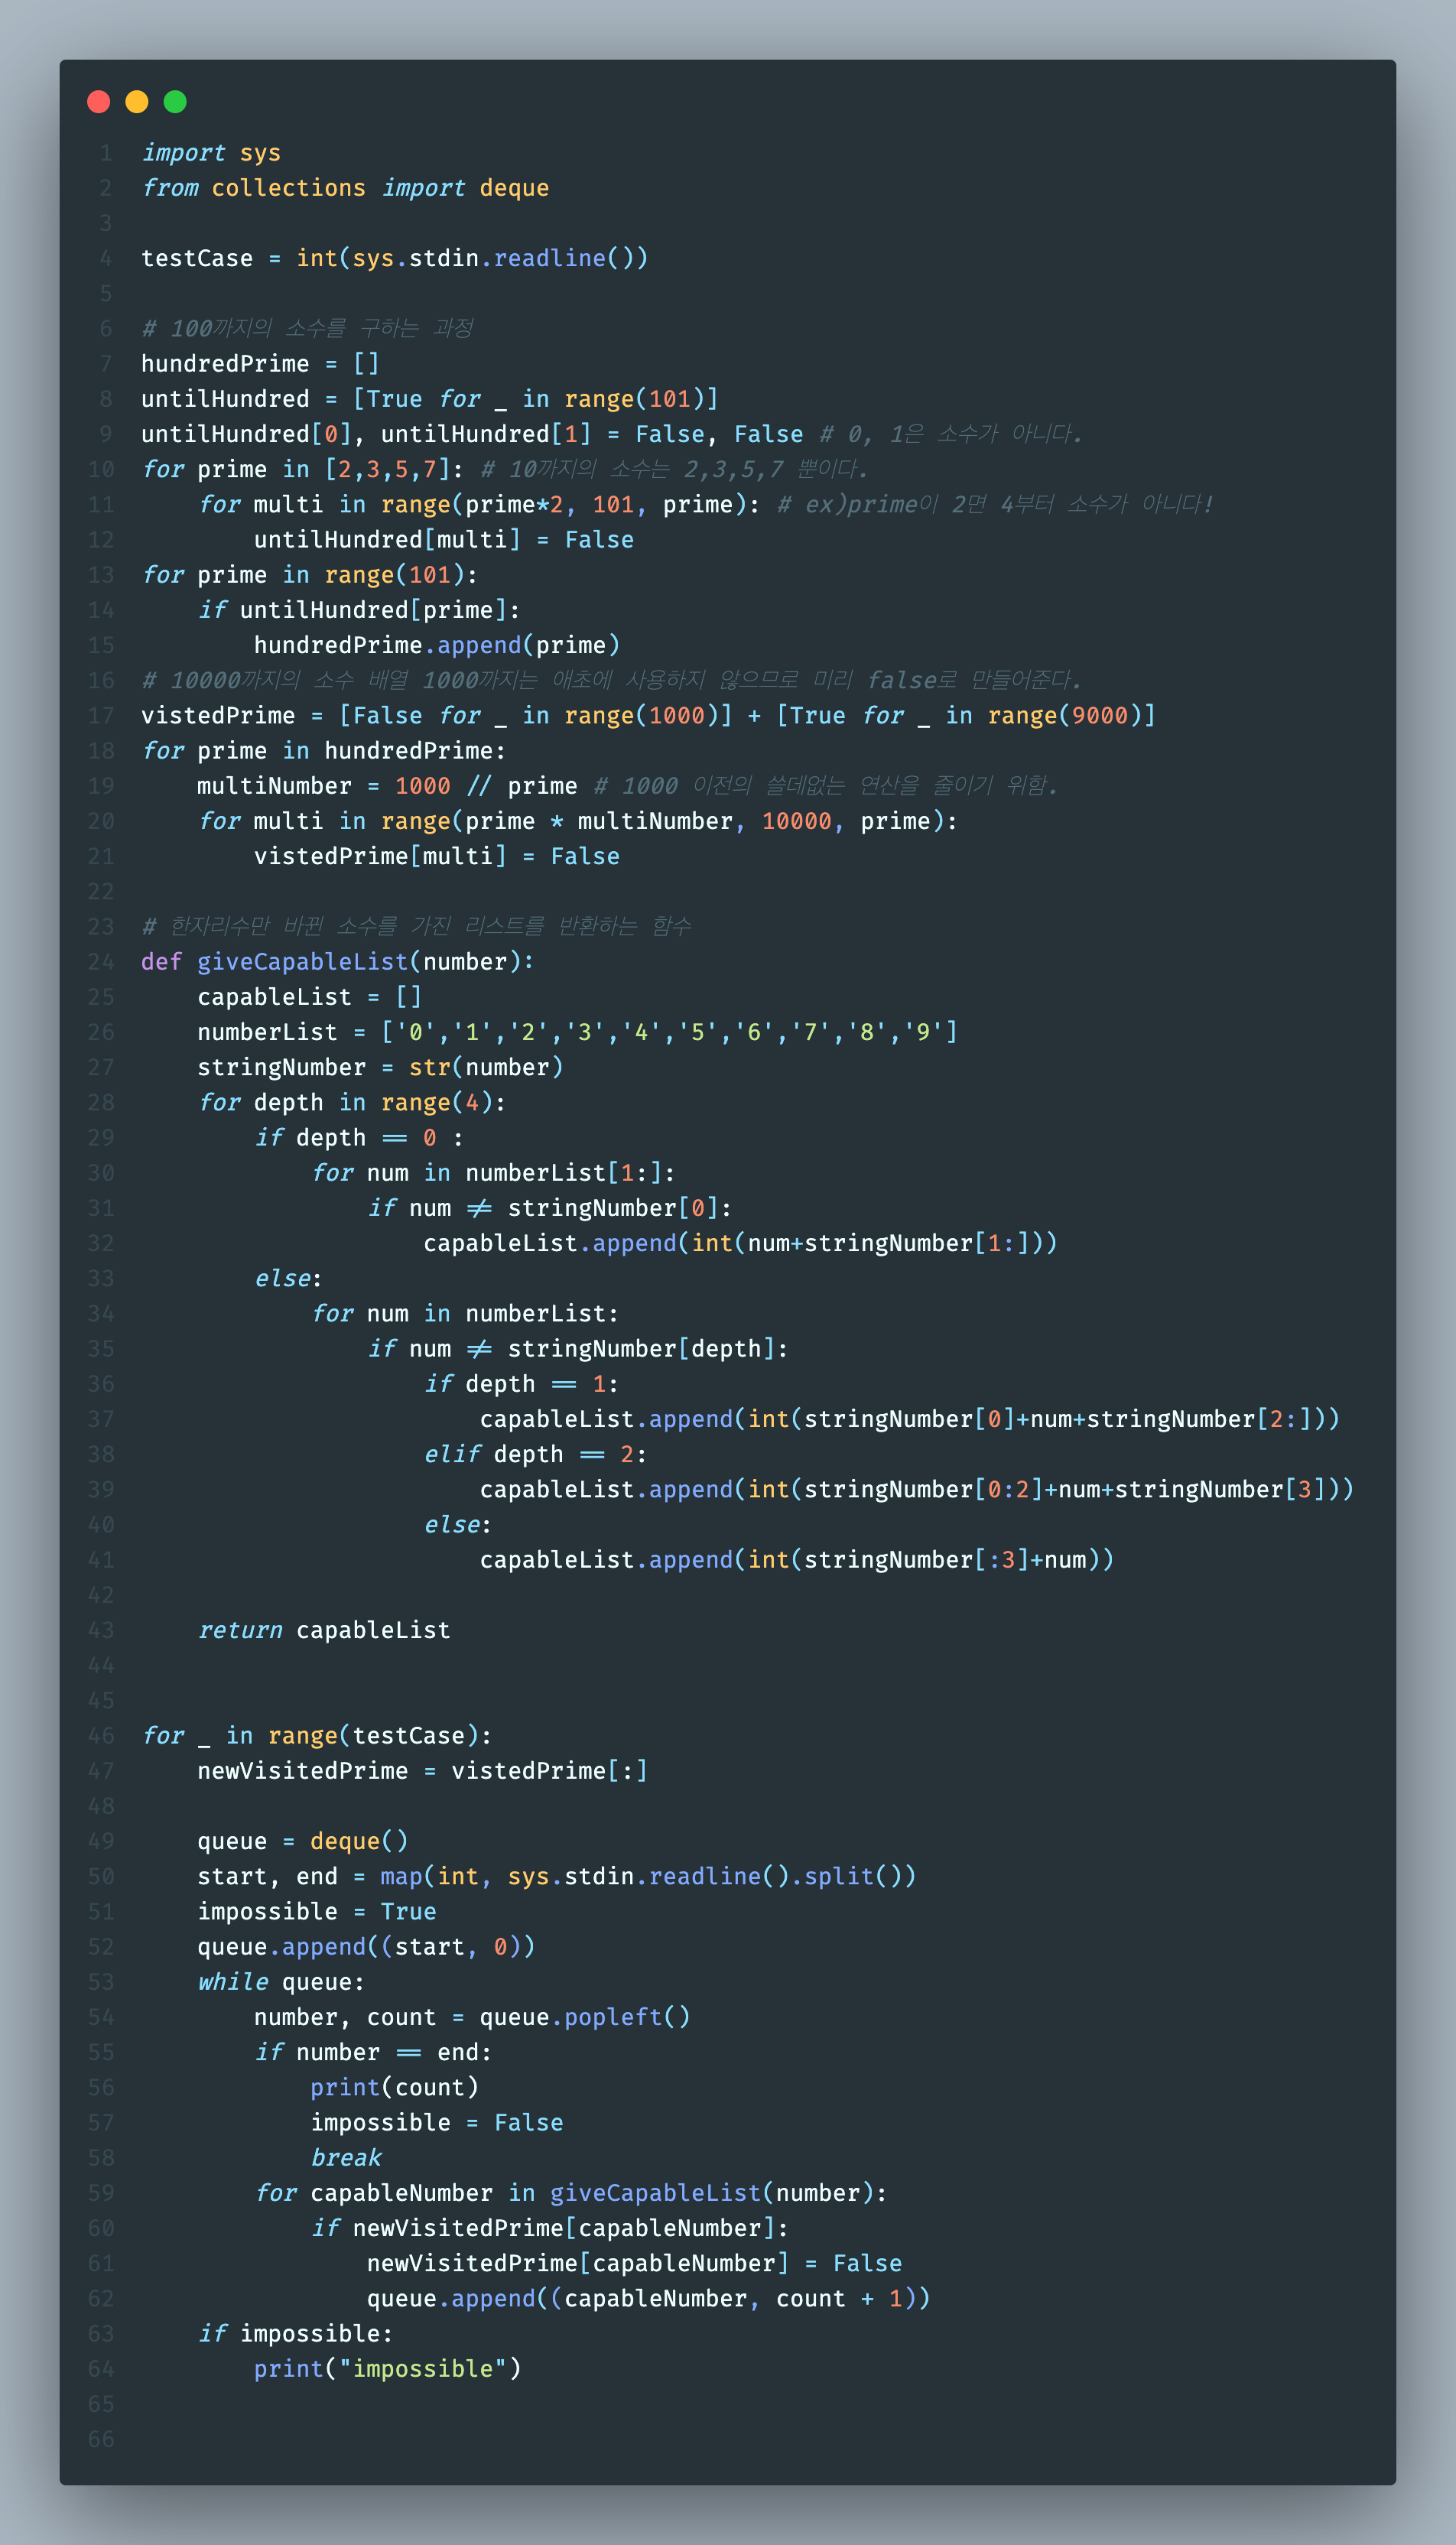 1 import sys
2 from collections import deque
3
4 testCase = int(sys.stdin.readline())
5
6 # 100까지의 소수를 구하는 과정
7 hundredPrime = []
8 untilHundred = [True for _ in range(101)]
9 untilHundred[0], untilHundred[1] = False, False # 0, 1은 소수가 아니다.
10 for prime in [2,3,5,7]: # 10까지의 소수는 2,3,5,7 뿐이다.
11     for multi in range(prime*2, 101, prime): # ex)prime이 2면 4부터 소수가 아니다!
12         untilHundred[multi] = False
13 for prime in range(101):
14     if untilHundred[prime]:
15         hundredPrime.append(prime)
16 # 10000까지의 소수 배열 1000까지는 애초에 사용하지 않으므로 미리 false로 만들어준다.
17 vistedPrime = [False for _ in range(1000)] + [True for _ in range(9000)]
18 for prime in hundredPrime:
19     multiNumber = 1000 // prime # 1000 이전의 쓸데없는 연산을 줄이기 위함.
20     for multi in range(prime * multiNumber, 10000, prime):
21         vistedPrime[multi] = False
22
23 # 한자리수만 바뀐 소수를 가진 리스트를 반환하는 함수
24 def giveCapableList(number):
25     capableList = []
26     numberList = ['0','1','2','3','4','5','6','7','8','9']
27     stringNumber = str(number)
28     for depth in range(4):
29         if depth == 0 :
30             for num in numberList[1:]:
31                 if num != stringNumber[0]:
32                     capableList.append(int(num+stringNumber[1:]))
33         else:
34             for num in numberList:
35                 if num != stringNumber[depth]:
36                     if depth == 1:
37                         capableList.append(int(stringNumber[0]+num+stringNumber[2:]))
38                     elif depth == 2:
39                         capableList.append(int(stringNumber[0:2]+num+stringNumber[3]))
40                     else:
41                         capableList.append(int(stringNumber[:3]+num))
42
43     return capableList
44
45
46 for _ in range(testCase):
47     newVisitedPrime = vistedPrime[:]
48
49     queue = deque()
50     start, end = map(int, sys.stdin.readline().split())
51     impossible = True
52     queue.append((start, 0))
53     while queue:
54         number, count = queue.popleft()
55         if number == end:
56             print(count)
57             impossible = False
58             break
59         for capableNumber in giveCapableList(number):
60             if newVisitedPrime[capableNumber]:
61                 newVisitedPrime[capableNumber] = False
62                 queue.append((capableNumber, count + 1))
63     if impossible:
64         print("impossible")
65
66